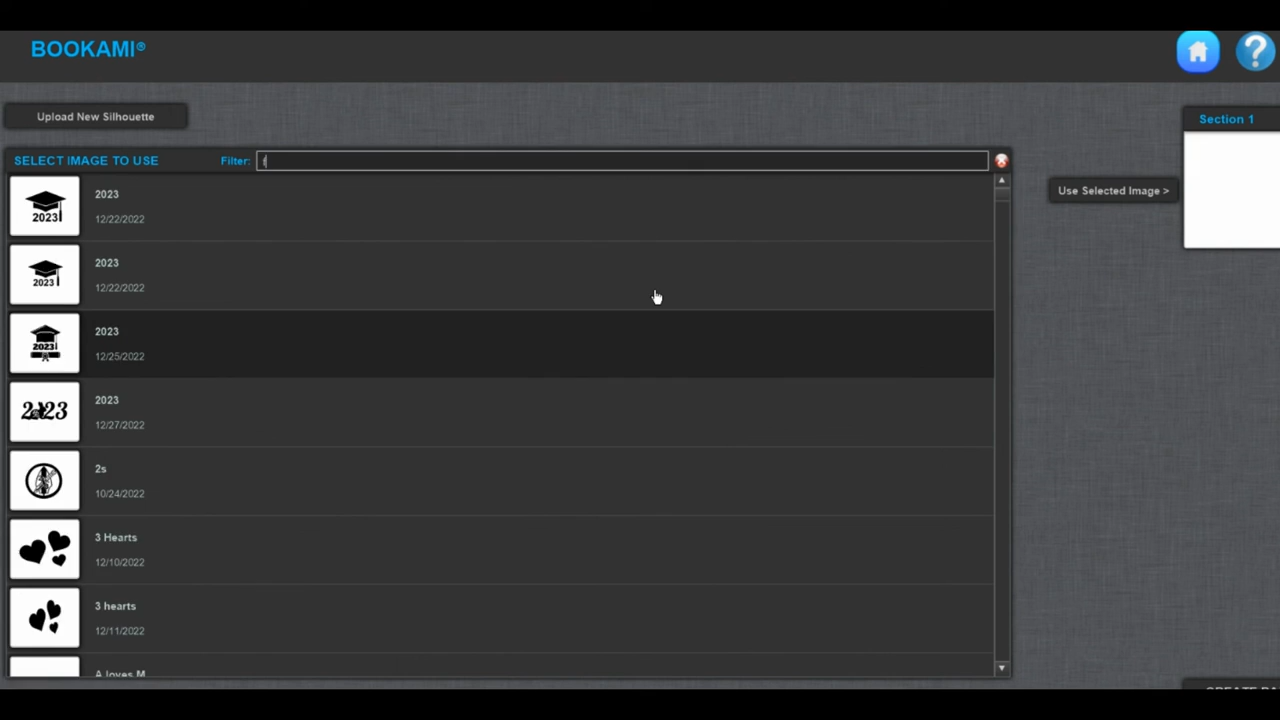 BOOKAMI®
Upload New Silhouette
Section 1
SELECT IMAGE TO USE
Filter:
Use Selected Image >
2023
12/22/2022
2023
2023
12/22/2022
2023
2023
12/25/2022
2023
2023
12/27/2022
2023
2s
10/24/2022
3 Hearts
12/10/2022
3 hearts
12/11/2022
A loves M